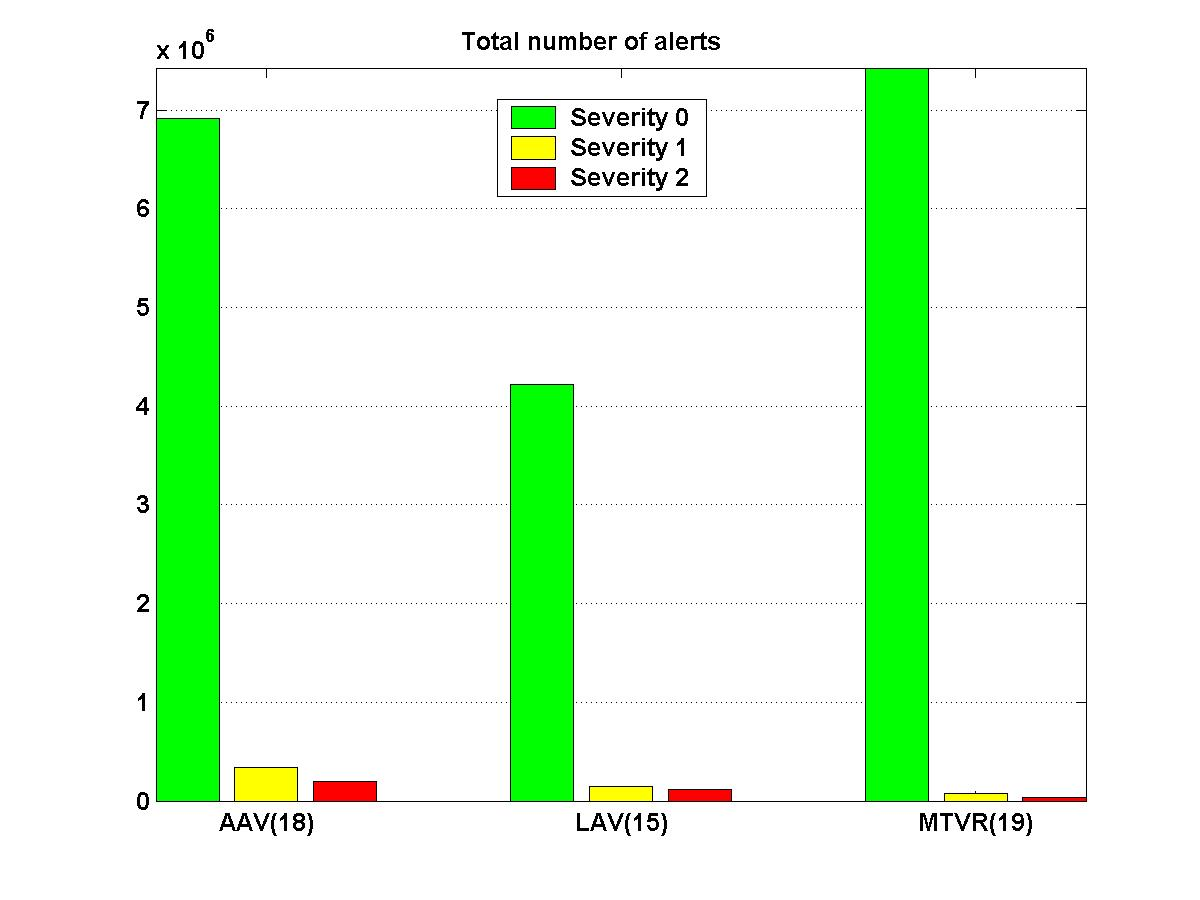 Total number of alerts
x 10^6
7
6
5
4
3
2
1
0
Severity 0
Severity 1
Severity 2
AAV(18) LAV(15) MTVR(19)